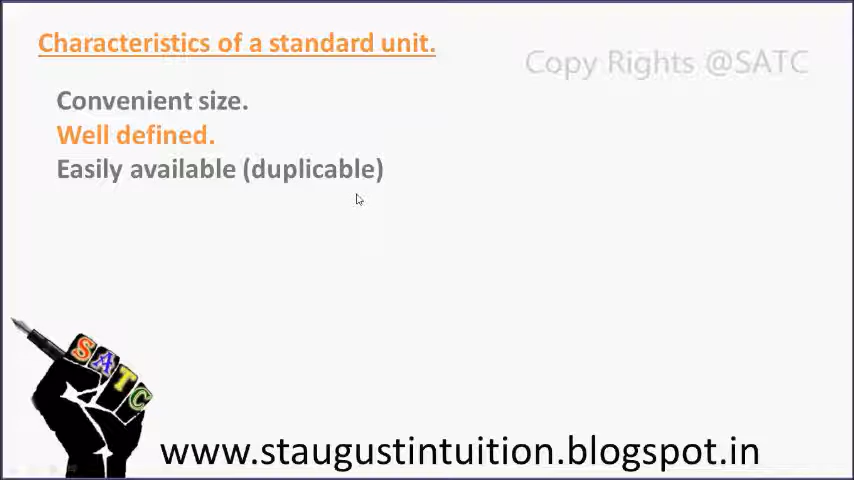 Characteristics of a standard unit.
Copy Rights @SATC
Convenient size.
Well defined.
Easily available (duplicable)
SATC
www.staugustintuition.blogspot.in